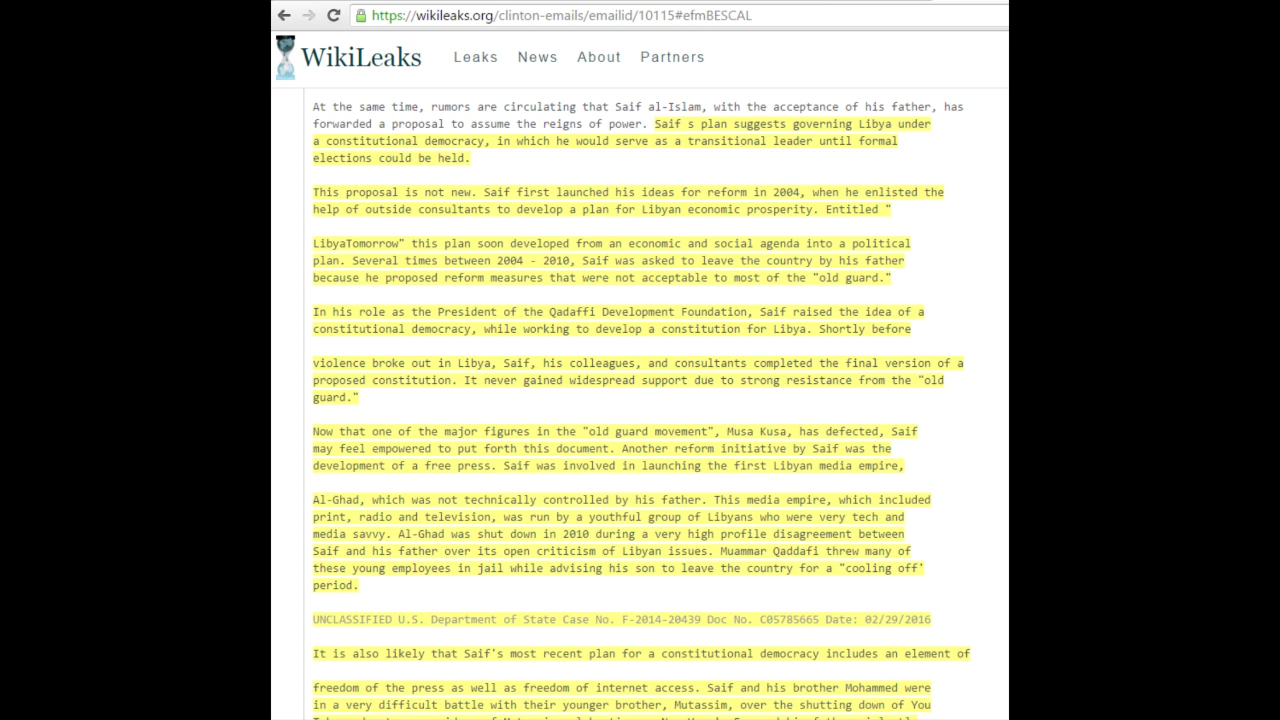 https://wikileaks.org/clinton-emails/emailid/10115#efmBESCAL
WikiLeaks Leaks News About Partners
At the same time, rumors are circulating that Saif al-Islam, with the acceptance of his father, has
forwarded a proposal to assume the reigns of power. Saif s plan suggests governing Libya under
a constitutional democracy, in which he would serve as a transitional leader until formal
elections could be held.
This proposal is not new. Saif first launched his ideas for reform in 2004, when he enlisted the
help of outside consultants to develop a plan for Libyan economic prosperity. Entitled "
LibyaTomorrow" this plan soon developed from an economic and social agenda into a political
plan. Several times between 2004 - 2010, Saif was asked to leave the country by his father
because he proposed reform measures that were not acceptable to most of the "old guard."
In his role as the President of the Qadaffi Development Foundation, Saif raised the idea of a
constitutional democracy, while working to develop a constitution for Libya. Shortly before
violence broke out in Libya, Saif, his colleagues, and consultants completed the final version of a
proposed constitution. It never gained widespread support due to strong resistance from the "old
guard."
Now that one of the major figures in the "old guard movement", Musa Kusa, has defected, Saif
may feel empowered to put forth this document. Another reform initiative by Saif was the
development of a free press. Saif was involved in launching the first Libyan media empire,
Al-Ghad, which was not technically controlled by his father. This media empire, which included
print, radio and television, was run by a youthful group of Libyans who were very tech and
media savvy. Al-Ghad was shut down in 2010 during a very high profile disagreement between
Saif and his father over its open criticism of Libyan issues. Muammar Qaddafi threw many of
these young employees in jail while advising his son to leave the country for a "cooling off'
period.
UNCLASSIFIED U.S. Department of State Case No. F-2014-20439 Doc No. C05785665 Date: 02/29/2016
It is also likely that Saif's most recent plan for a constitutional democracy includes an element of
freedom of the press as well as freedom of internet access. Saif and his brother Mohammed were
in a very difficult battle with their younger brother, Mutassim, over the shutting down of You